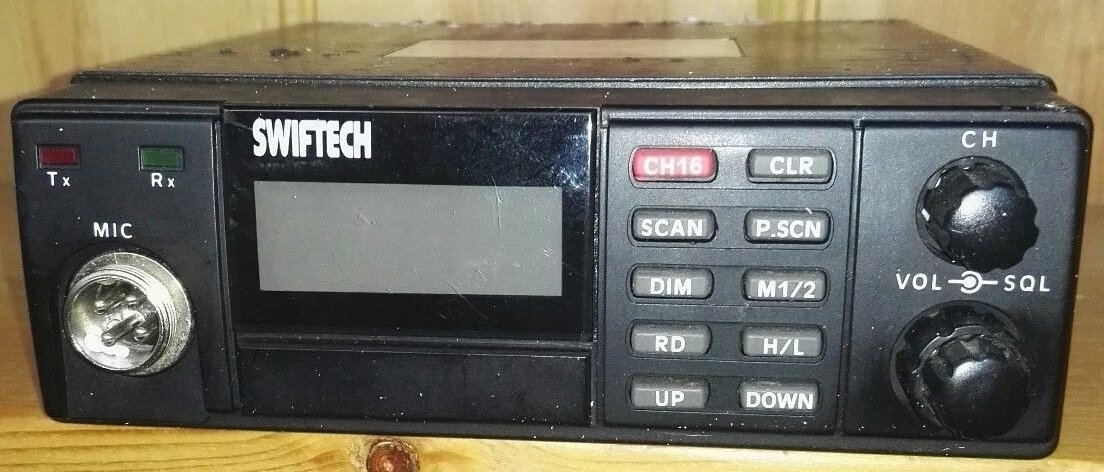 SWIFTECH
Tx Rx
MIC
CH16 CLR
SCAN P.SCN
DIM M1/2
RD H/L
UP DOWN
CH
VOL SQL